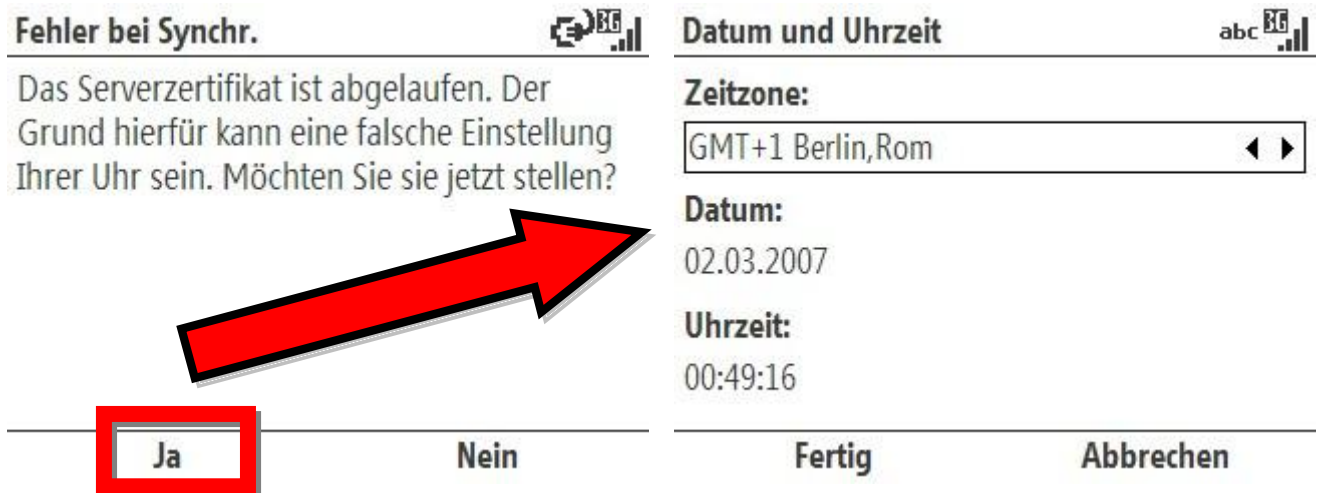 Fehler bei Synchr.
3G
Das Serverzertifikat ist abgelaufen. Der
Grund hierfür kann eine falsche Einstellung
Ihrer Uhr sein. Möchten Sie sie jetzt stellen?
Ja
Nein
Datum und Uhrzeit
abc 3G
Zeitzone:
GMT+1 Berlin,Rom
Datum:
02.03.2007
Uhrzeit:
00:49:16
Fertig
Abbrechen